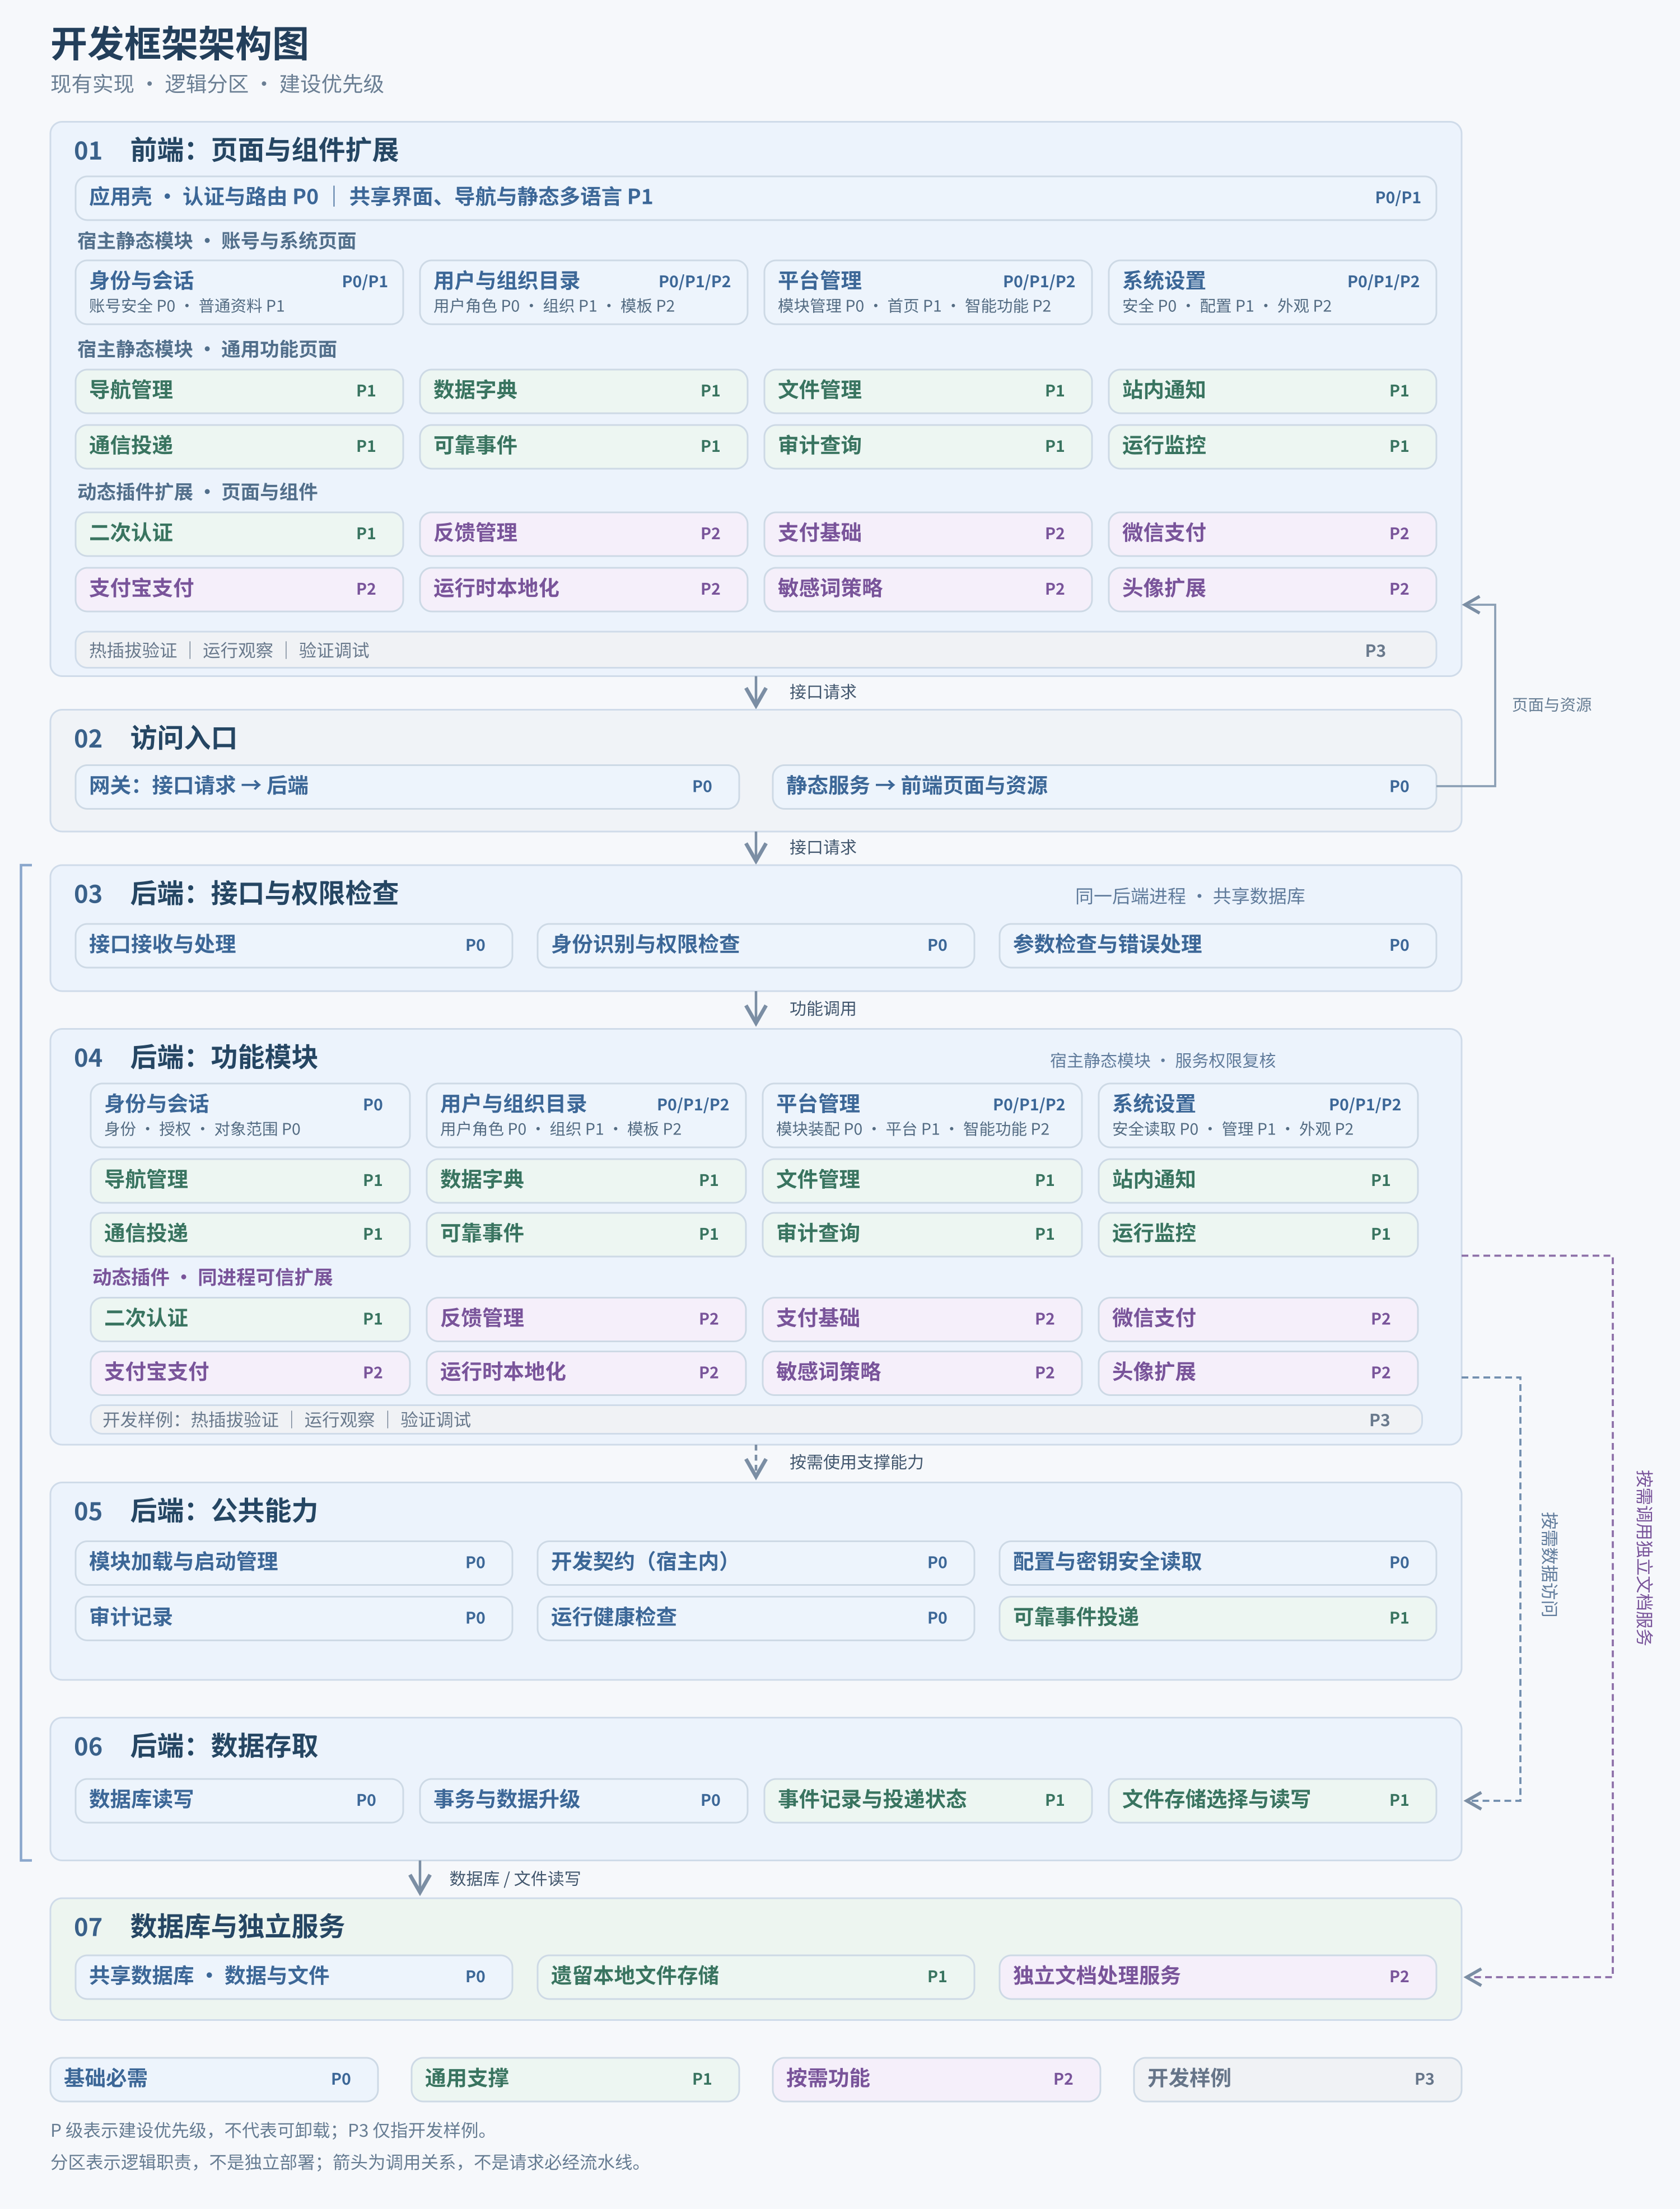 开发框架架构图
现有实现 • 逻辑分区 • 建设优先级
01 前端：页面与组件扩展
应用壳 • 认证与路由 P0 ｜ 共享界面、导航与静态多语言 P1 P0/P1
宿主静态模块 • 账号与系统页面
身份与会话 P0/P1 用户与组织目录 P0/P1/P2 平台管理 P0/P1/P2 系统设置 P0/P1/P2
账号安全 P0 • 普通资料 P1 用户角色 P0 • 组织 P1 • 模板 P2 模块管理 P0 • 首页 P1 • 智能功能 P2 安全 P0 • 配置 P1 • 外观 P2
宿主静态模块 • 通用功能页面
导航管理 P1 数据字典 P1 文件管理 P1 站内通知 P1
通信投递 P1 可靠事件 P1 审计查询 P1 运行监控 P1
动态插件扩展 • 页面与组件
二次认证 P1 反馈管理 P2 支付基础 P2 微信支付 P2
支付宝支付 P2 运行时本地化 P2 敏感词策略 P2 头像扩展 P2
热插拔验证 ｜ 运行观察 ｜ 验证调试 P3
接口请求
页面与资源
02 访问入口
网关：接口请求 → 后端 P0 静态服务 → 前端页面与资源 P0
接口请求
03 后端：接口与权限检查 同一后端进程 • 共享数据库
接口接收与处理 P0 身份识别与权限检查 P0 参数检查与错误处理 P0
功能调用
04 后端：功能模块 宿主静态模块 • 服务权限复核
身份与会话 P0 用户与组织目录 P0/P1/P2 平台管理 P0/P1/P2 系统设置 P0/P1/P2
身份 • 授权 • 对象范围 P0 用户角色 P0 • 组织 P1 • 模板 P2 模块装配 P0 • 平台 P1 • 智能功能 P2 安全读取 P0 • 管理 P1 • 外观 P2
导航管理 P1 数据字典 P1 文件管理 P1 站内通知 P1
通信投递 P1 可靠事件 P1 审计查询 P1 运行监控 P1
动态插件 • 同进程可信扩展
二次认证 P1 反馈管理 P2 支付基础 P2 微信支付 P2
支付宝支付 P2 运行时本地化 P2 敏感词策略 P2 头像扩展 P2
开发样例：热插拔验证 ｜ 运行观察 ｜ 验证调试 P3
按需使用支撑能力
按需数据访问
按需调用独立文档服务
05 后端：公共能力
模块加载与启动管理 P0 开发契约（宿主内） P0 配置与密钥安全读取 P0
审计记录 P0 运行健康检查 P0 可靠事件投递 P1
06 后端：数据存取
数据库读写 P0 事务与数据升级 P0 事件记录与投递状态 P1 文件存储选择与读写 P1
数据库 / 文件读写
07 数据库与独立服务
共享数据库 • 数据与文件 P0 遗留本地文件存储 P1 独立文档处理服务 P2
基础必需 P0 通用支撑 P1 按需功能 P2 开发样例 P3
P 级表示建设优先级，不代表可卸载；P3 仅指开发样例。
分区表示逻辑职责，不是独立部署；箭头为调用关系，不是请求必经流水线。